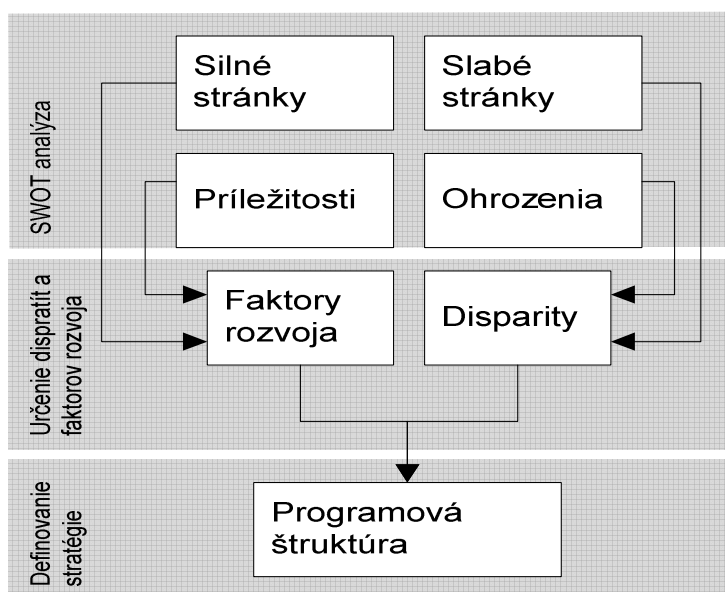 SWOT analýza
Silné
stránky
Slabé
stránky
Príležitosti
Ohrozenia
Určenie dispratít a
faktorov rozvoja
Faktory
rozvoja
Disparity
Definovanie
stratégie
Programová
štruktúra